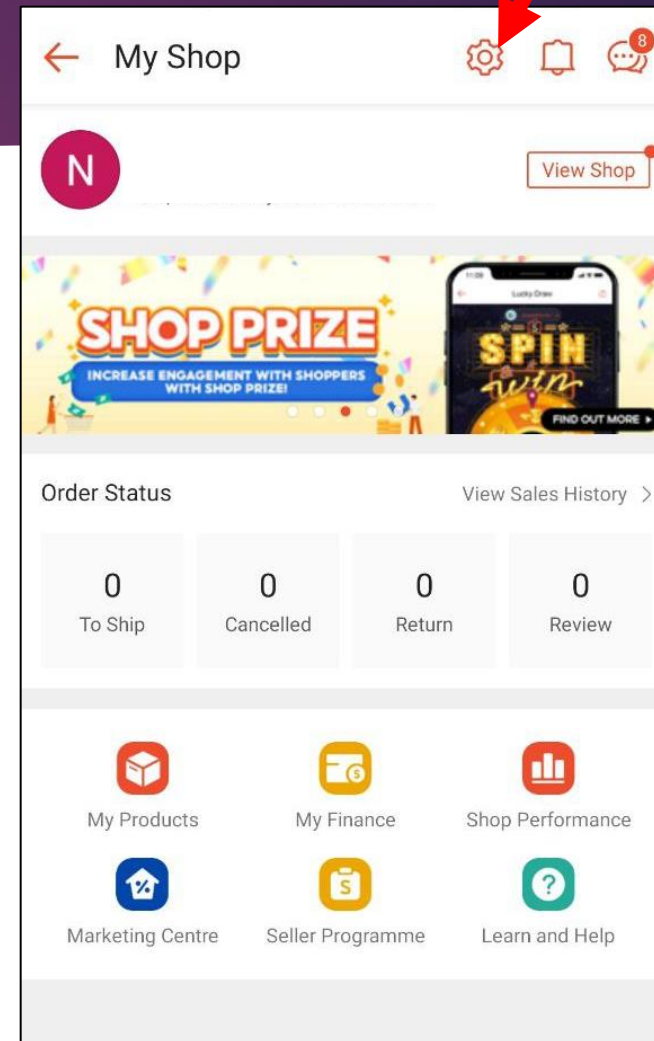 My Shop
8
N
View Shop
SHOP PRIZE
INCREASE ENGAGEMENT WITH SHOPPERS
WITH SHOP PRIZE!
Lucky Draw
SPIN
win
FIND OUT MORE
Order Status
View Sales History
0 0 0 0
To Ship Cancelled Return Review
My Products My Finance Shop Performance
Marketing Centre Seller Programme Learn and Help